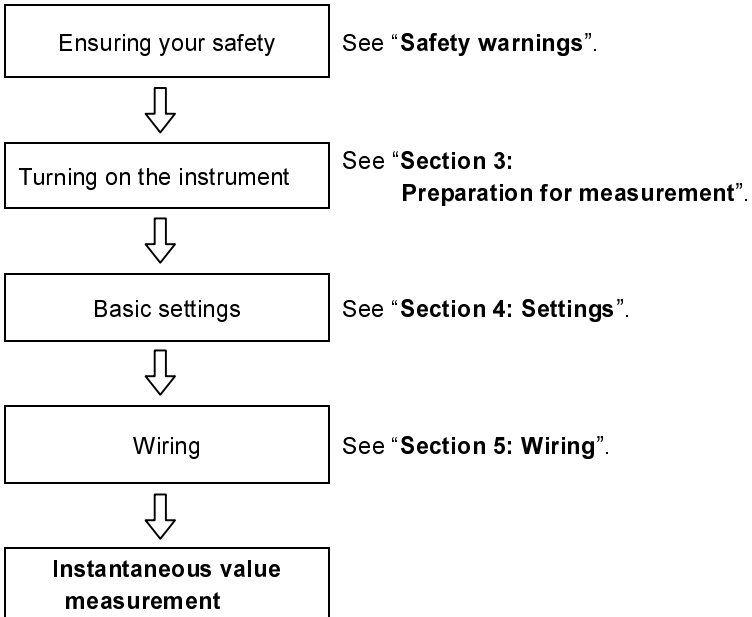 Ensuring your safety
See “Safety warnings”.
Turning on the instrument
See “Section 3:
Preparation for measurement”.
Basic settings
See “Section 4: Settings”.
Wiring
See “Section 5: Wiring”.
Instantaneous value
measurement